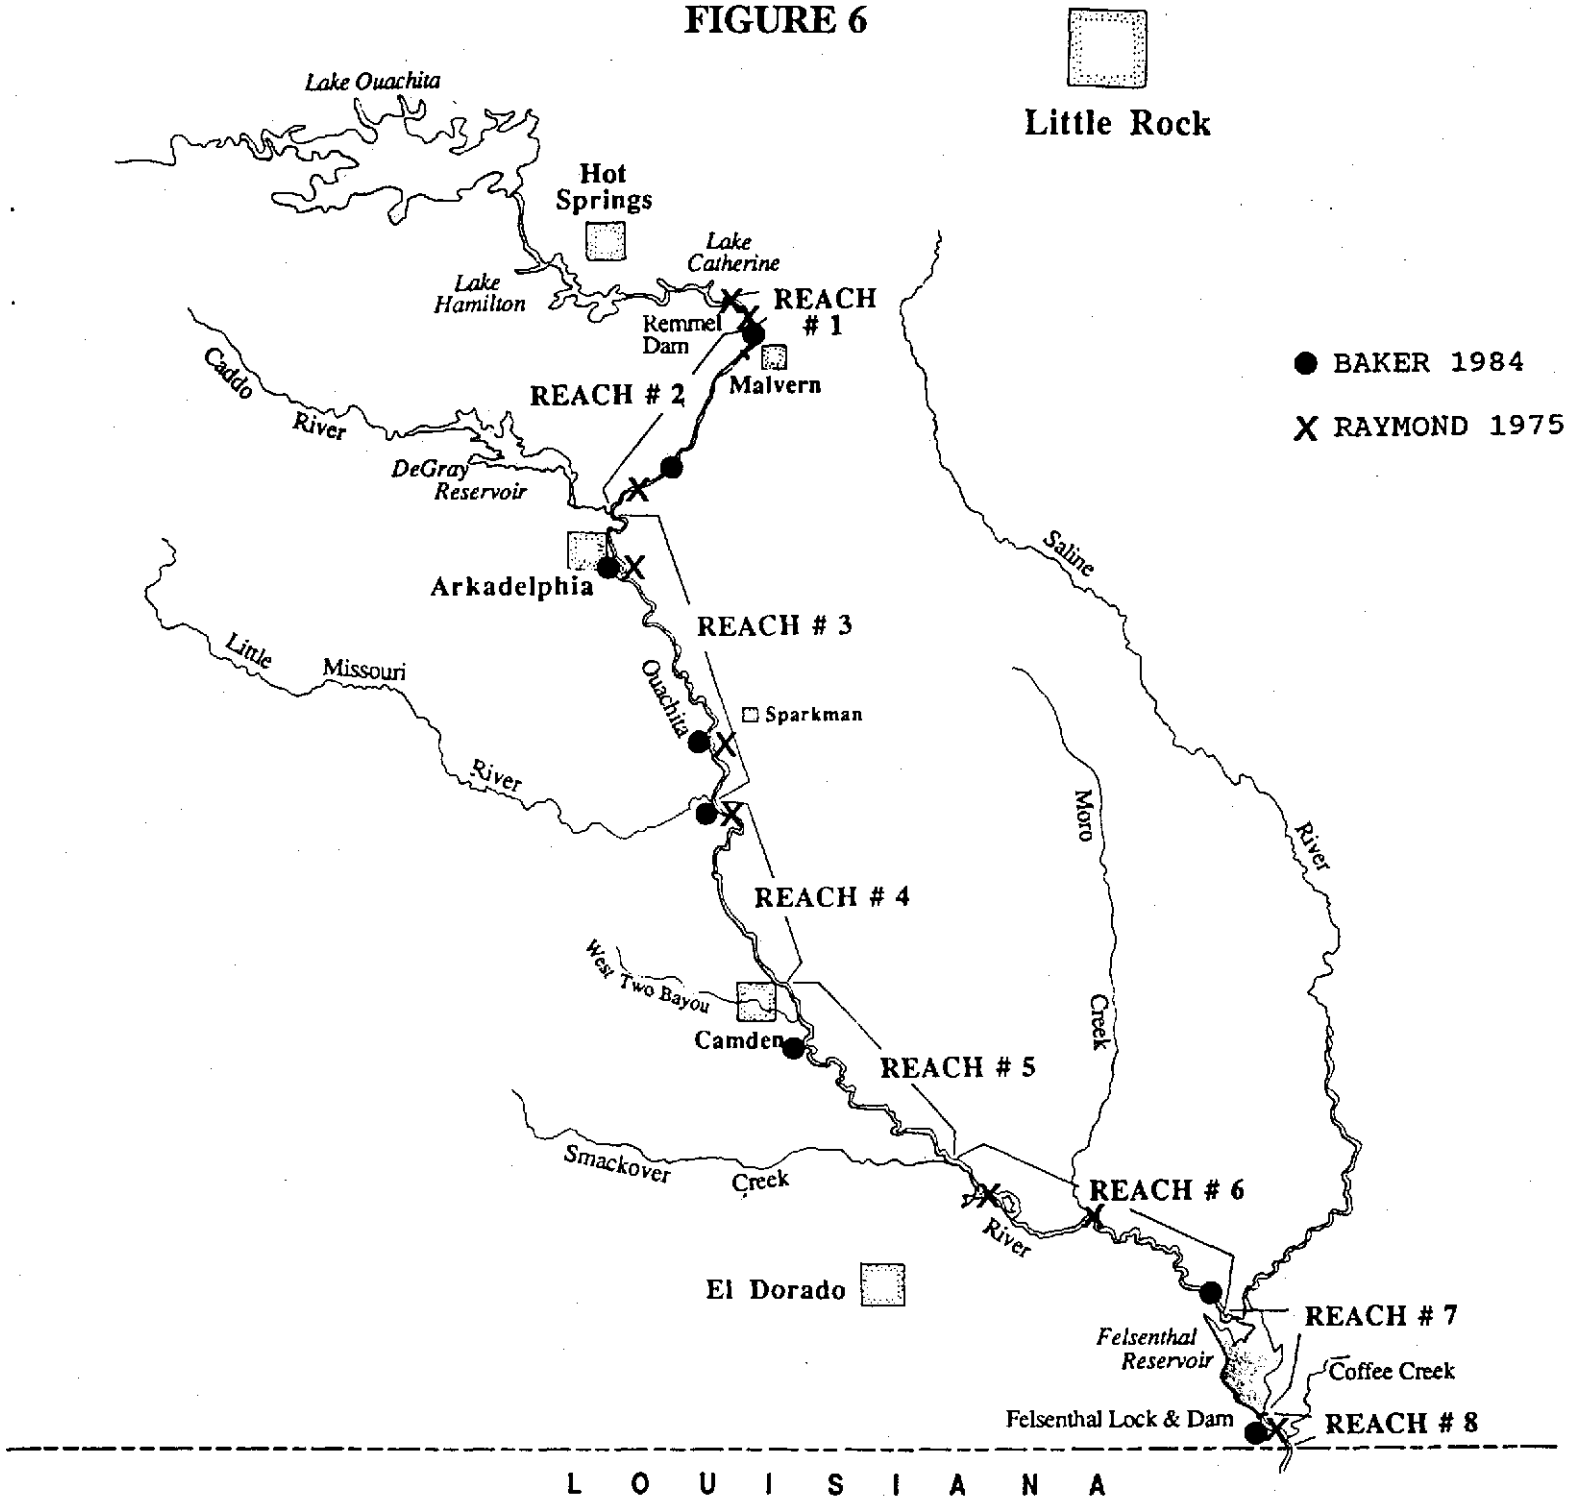 FIGURE 6
Little Rock
Lake Ouachita
Hot
Springs
Lake
Catherine
Lake
Hamilton
REACH
# 1
Remmel
Dam
Malvern
REACH # 2
● BAKER 1984
X RAYMOND 1975
Caddo
River
DeGray
Reservoir
Saline
Arkadelphia
REACH # 3
Little
Missouri
Ouachita
Sparkman
River
Moro
River
REACH # 4
West Two Bayou
Creek
Camden
REACH # 5
Smackover
Creek
REACH # 6
River
El Dorado
REACH # 7
Felsenthal
Reservoir
Coffee Creek
Felsenthal Lock & Dam
REACH # 8
LOUISIANA